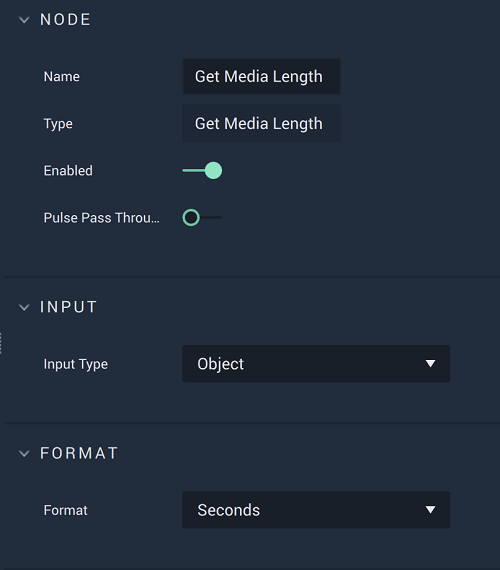 NODE
Name Get Media Length
Type Get Media Length
Enabled
Pulse Pass Throu...
INPUT
Input Type Object
FORMAT
Format Seconds